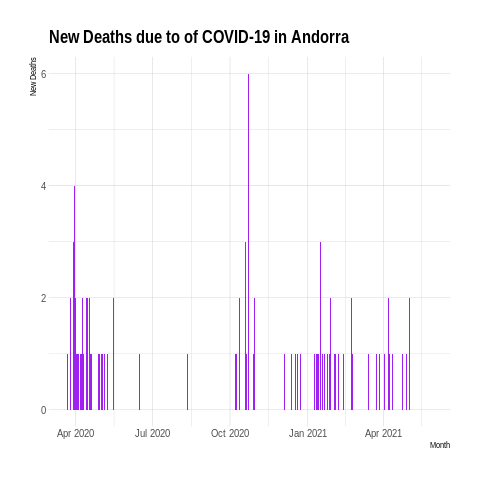 New Deaths due to of COVID-19 in Andorra
New Deaths
6
4
2
0
Apr 2020 Jul 2020 Oct 2020 Jan 2021 Apr 2021
Month